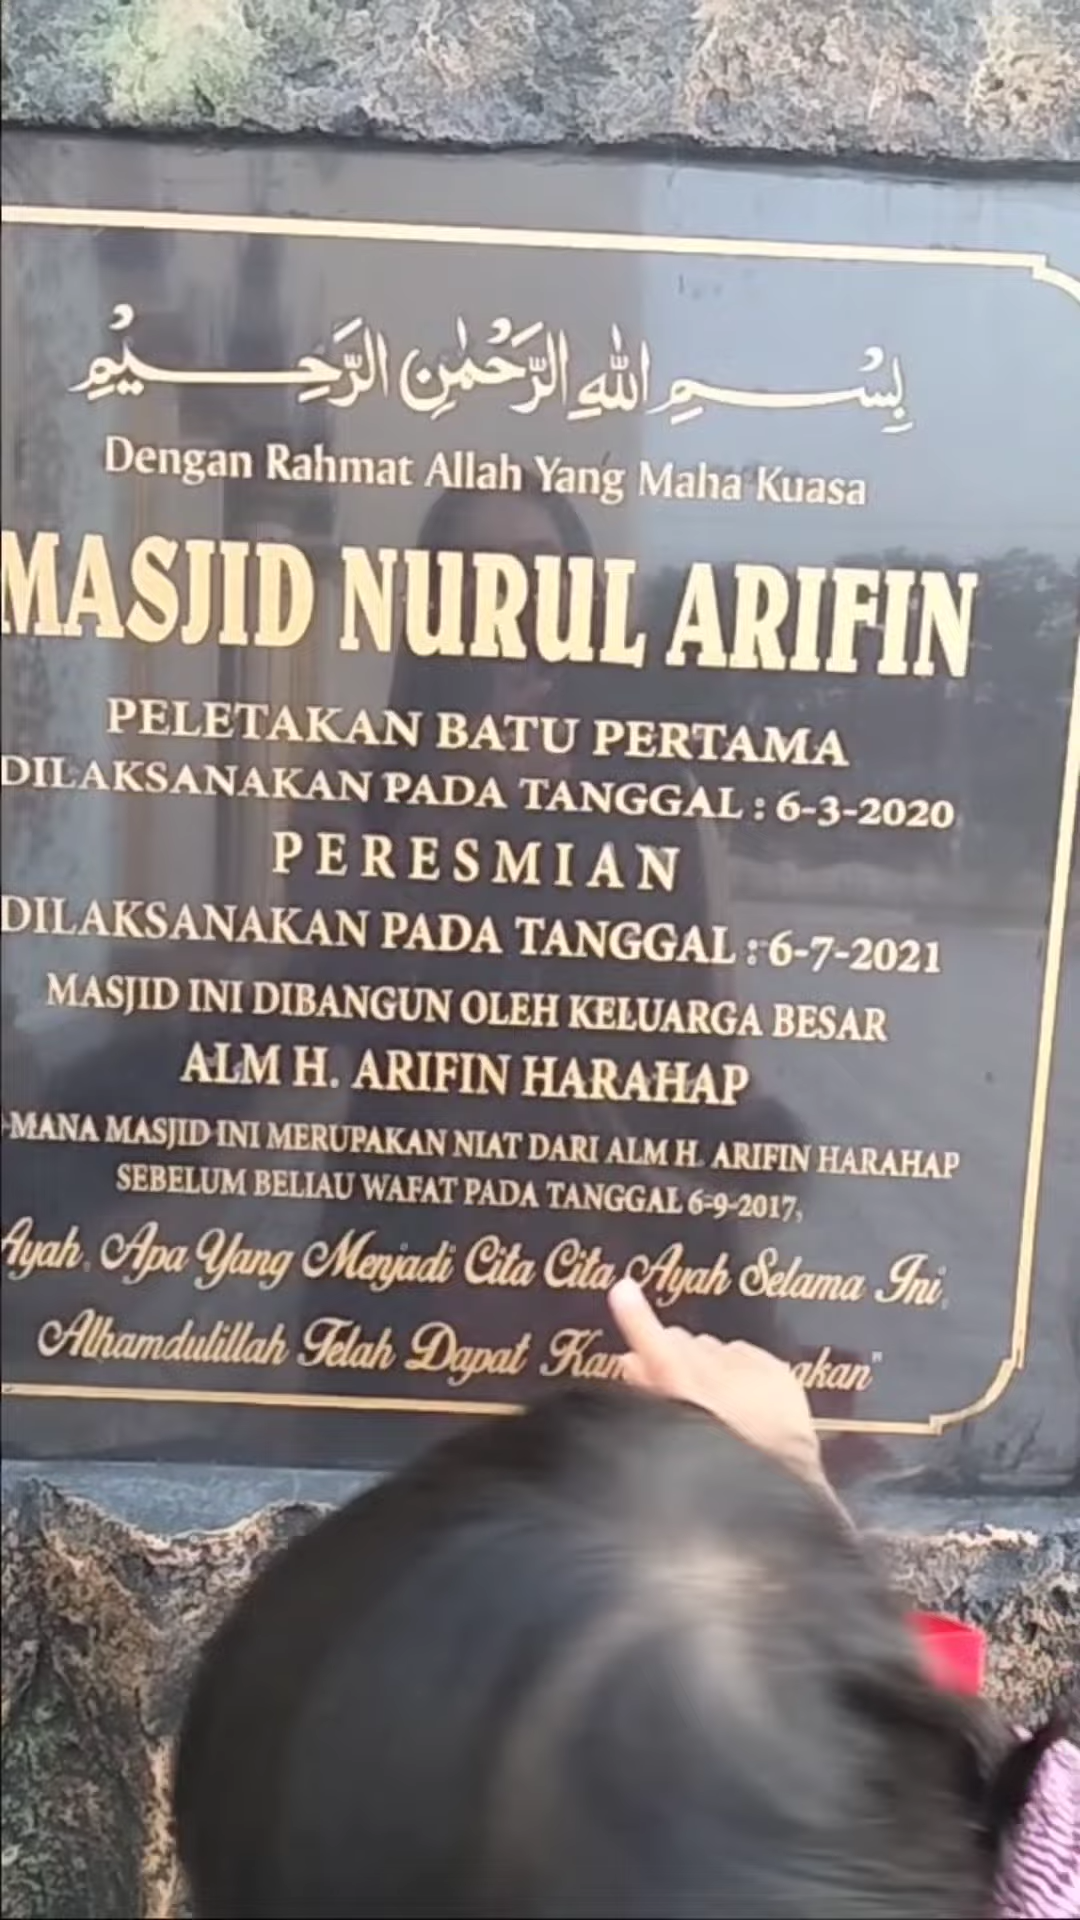 بِسْمِ اللهِ الرَّحْمٰنِ الرَّحِيْمِ
Dengan Rahmat Allah Yang Maha Kuasa
MASJID NURUL ARIFIN
PELETAKAN BATU PERTAMA
DILAKSANAKAN PADA TANGGAL : 6-3-2020
PERESMIAN
DILAKSANAKAN PADA TANGGAL : 6-7-2021
MASJID INI DIBANGUN OLEH KELUARGA BESAR
ALM H. ARIFIN HARAHAP
MANA MASJID INI MERUPAKAN NIAT DARI ALM H. ARIFIN HARAHAP
SEBELUM BELIAU WAFAT PADA TANGGAL 6-9-2017,
Ayah, Apa Yang Menjadi Cita Cita Ayah Selama Ini,
Alhamdulillah Telah Dapat